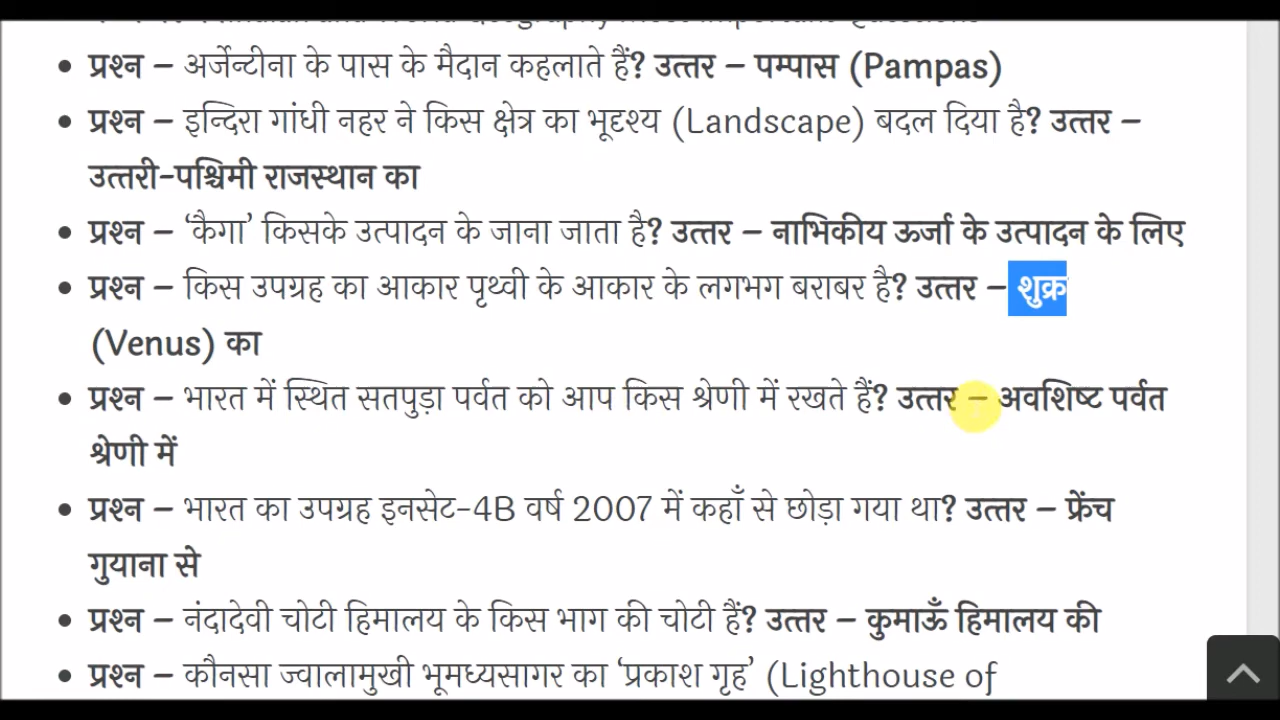 • प्रश्न – अर्जेन्टीना के पास के मैदान कहलाते हैं? उत्तर – पम्पास (Pampas)
• प्रश्न – इन्दिरा गांधी नहर ने किस क्षेत्र का भूदृश्य (Landscape) बदल दिया है? उत्तर –
उत्तरी-पश्चिमी राजस्थान का
• प्रश्न – ‘कैगा’ किसके उत्पादन के जाना जाता है? उत्तर – नाभिकीय ऊर्जा के उत्पादन के लिए
• प्रश्न – किस उपग्रह का आकार पृथ्वी के आकार के लगभग बराबर है? उत्तर – शुक्र
(Venus) का
• प्रश्न – भारत में स्थित सतपुड़ा पर्वत को आप किस श्रेणी में रखते हैं? उत्तर – अवशिष्ट पर्वत
श्रेणी में
• प्रश्न – भारत का उपग्रह इनसेट-4B वर्ष 2007 में कहाँ से छोड़ा गया था? उत्तर – फ्रेंच
गुयाना से
• प्रश्न – नंदादेवी चोटी हिमालय के किस भाग की चोटी हैं? उत्तर – कुमाऊँ हिमालय की
• प्रश्न – कौनसा ज्वालामुखी भूमध्यसागर का ‘प्रकाश गृह’ (Lighthouse of